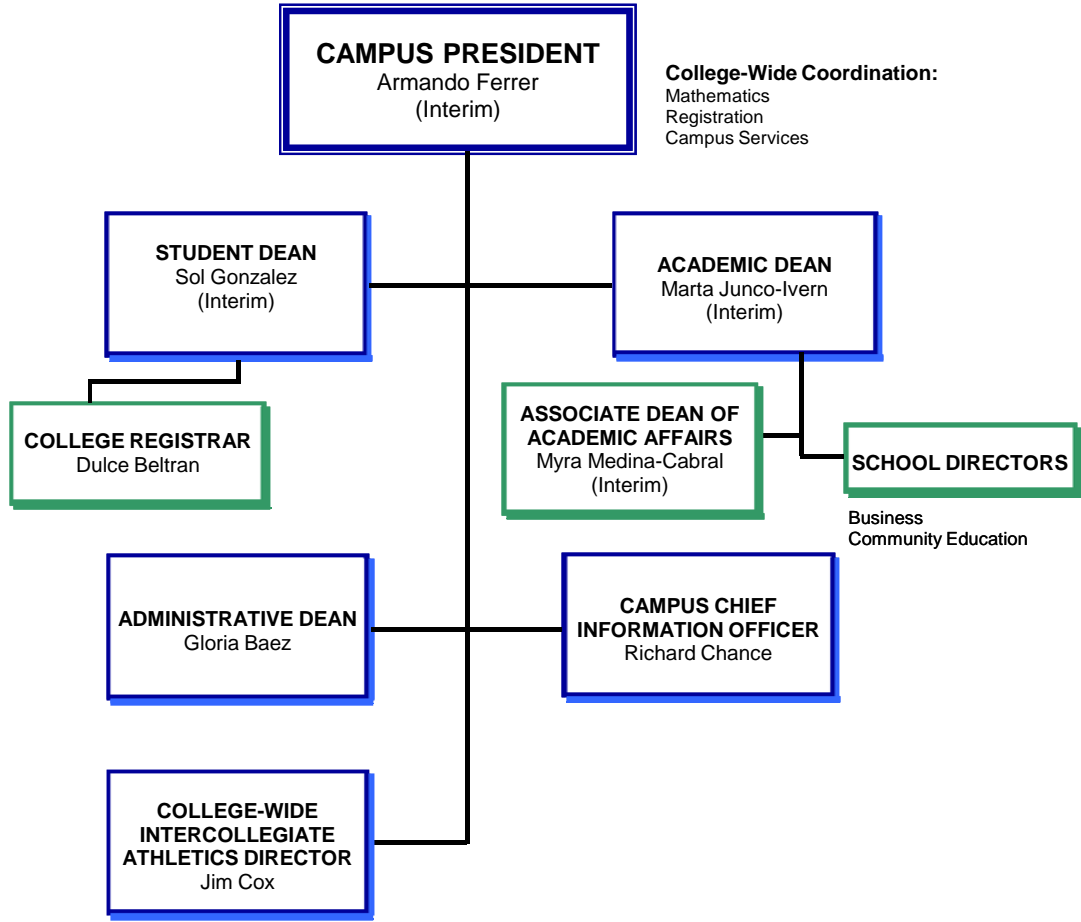 CAMPUS PRESIDENT
Armando Ferrer
(Interim)
College-Wide Coordination:
Mathematics
Registration
Campus Services
STUDENT DEAN
Sol Gonzalez
(Interim)
ACADEMIC DEAN
Marta Junco-Ivern
(Interim)
COLLEGE REGISTRAR
Dulce Beltran
ASSOCIATE DEAN OF
ACADEMIC AFFAIRS
Myra Medina-Cabral
(Interim)
SCHOOL DIRECTORS
Business
Community Education
ADMINISTRATIVE DEAN
Gloria Baez
CAMPUS CHIEF
INFORMATION OFFICER
Richard Chance
COLLEGE-WIDE
INTERCOLLEGIATE
ATHLETICS DIRECTOR
Jim Cox